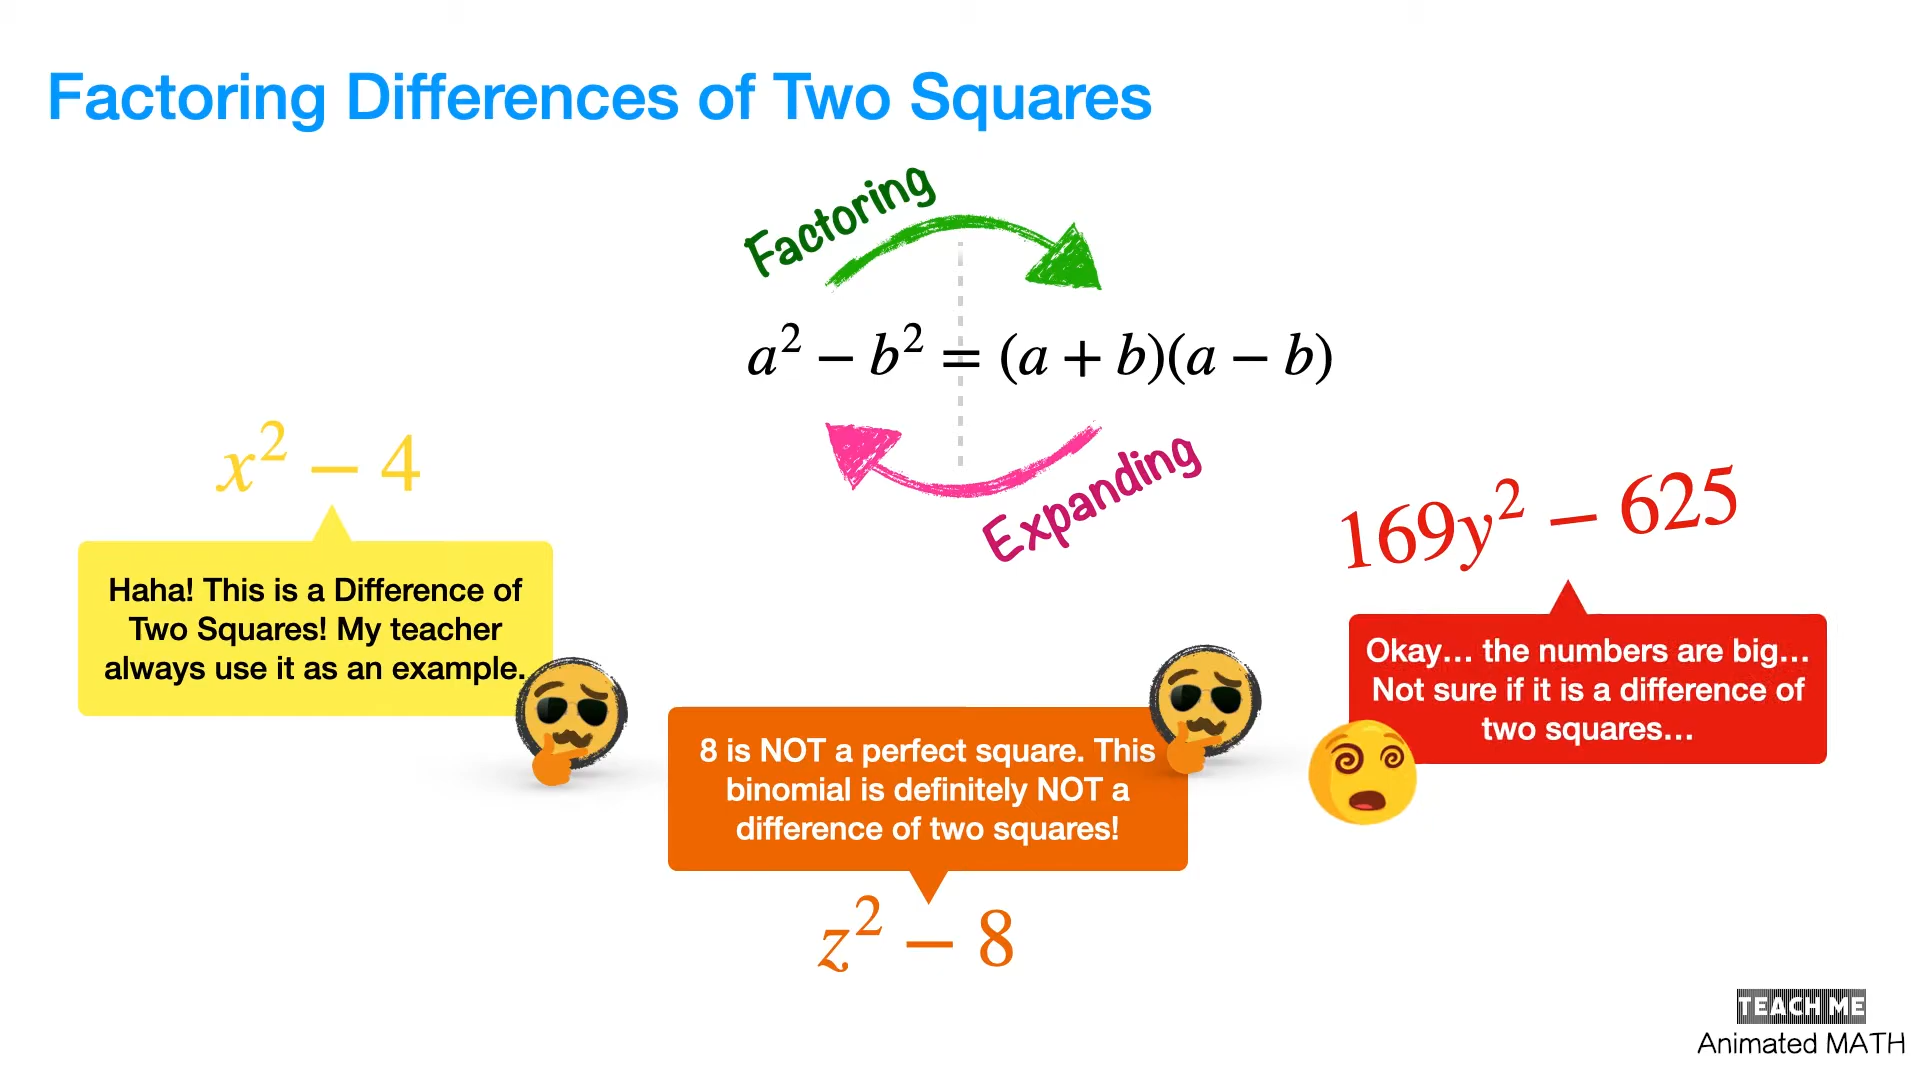 Factoring Differences of Two Squares
Factoring
a² − b² = (a + b)(a − b)
Expanding
x² − 4
Haha! This is a Difference of
Two Squares! My teacher
always use it as an example.
8 is NOT a perfect square. This
binomial is definitely NOT a
difference of two squares!
z² − 8
169y² − 625
Okay... the numbers are big...
Not sure if it is a difference of
two squares...
TEACH ME
Animated MATH